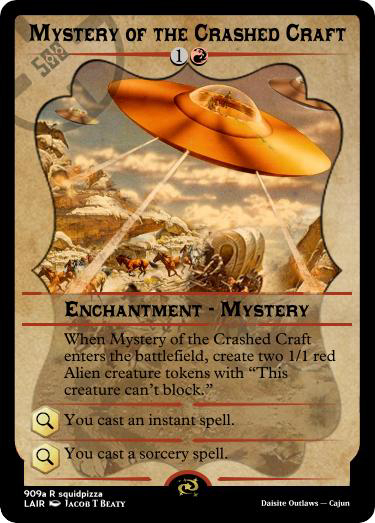 Mystery of the Crashed Craft
1
Enchantment - Mystery
When Mystery of the Crashed Craft
enters the battlefield, create two 1/1 red
Alien creature tokens with “This
creature can’t block.”
You cast an instant spell.
You cast a sorcery spell.
909a R squidpizza
LAIR Jacob T Beaty
Daisite Outlaws — Cajun